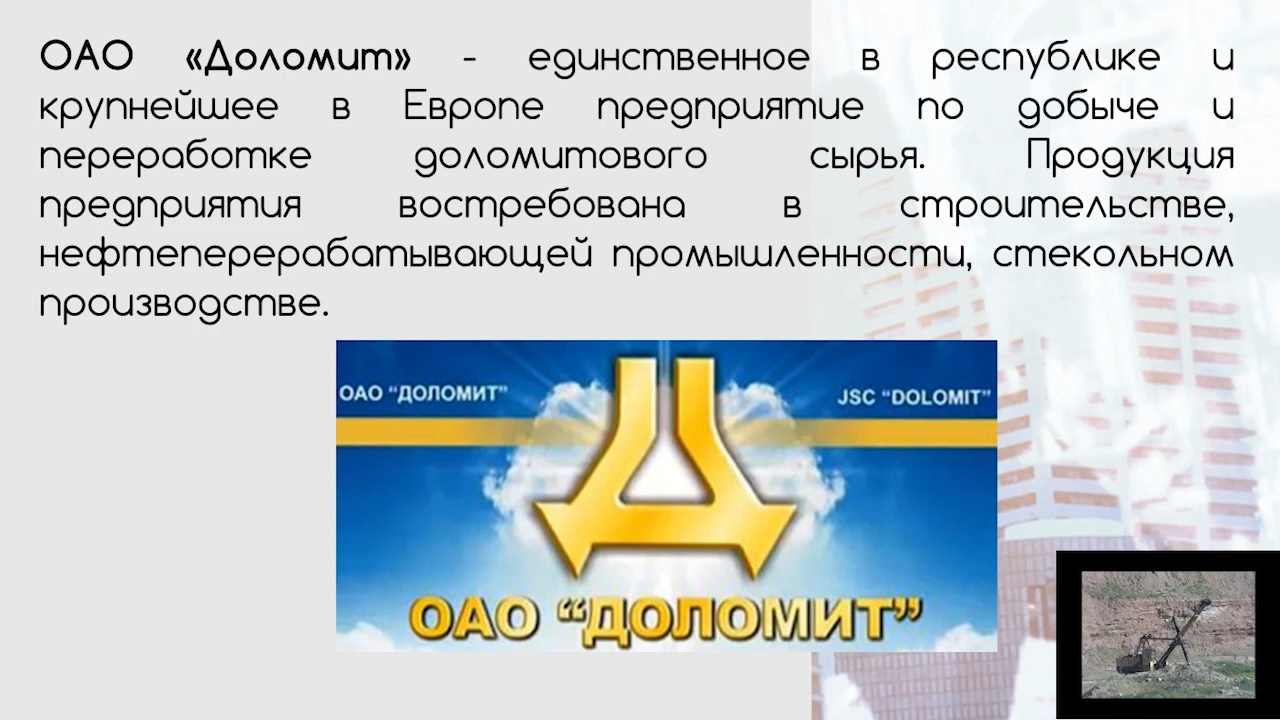 ОАО «Доломит» - единственное в республике и
крупнейшее в Европе предприятие по добыче и
переработке доломитового сырья. Продукция
предприятия востребована в строительстве,
нефтеперерабатывающей промышленности, стекольном
производстве.
ОАО “ДОЛОМИТ”
JSC “DOLOMIT”
ОАО “ДОЛОМИТ”